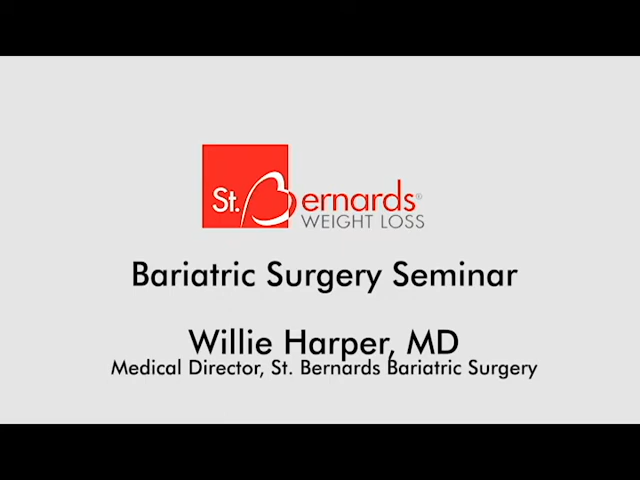 St. Bernards®
WEIGHT LOSS
Bariatric Surgery Seminar
Willie Harper, MD
Medical Director, St. Bernards Bariatric Surgery